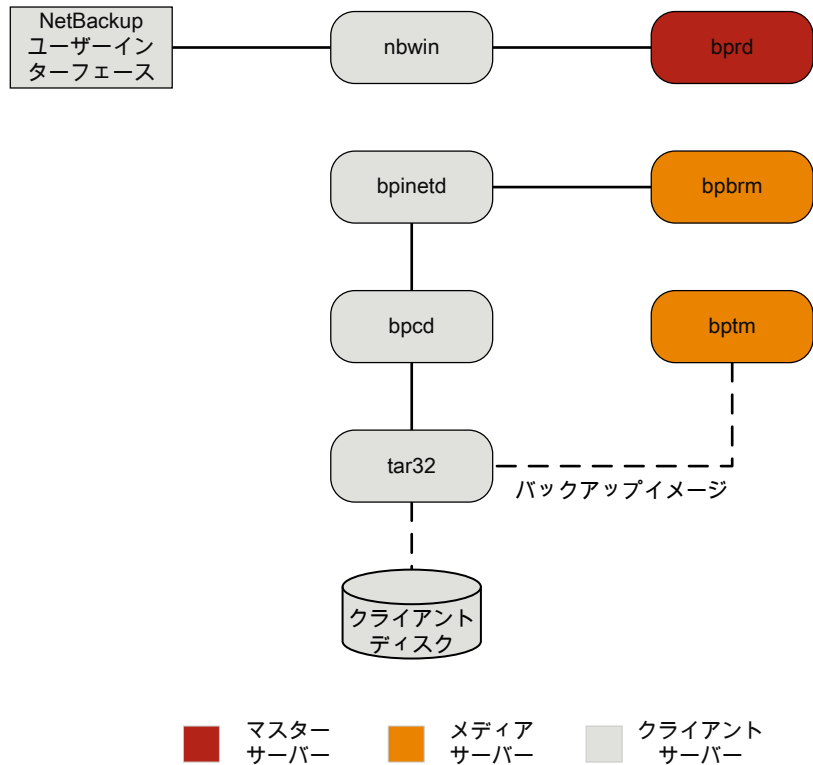 NetBackup
ユーザーイン
ターフェース
nbwin
bprd
bpinetd
bpbrm
bpcd
bptm
tar32
バックアップイメージ
クライアント
ディスク
マスター
サーバー
メディア
サーバー
クライアント
サーバー